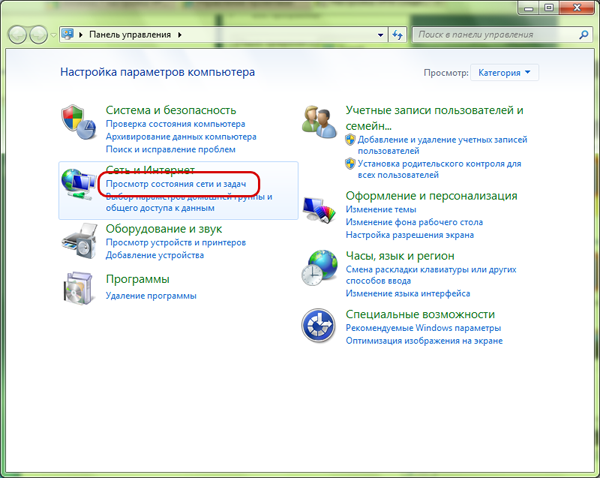 Панель управления
Поиск в панели управления
Настройка параметров компьютера
Просмотр: Категория
Система и безопасность
Проверка состояния компьютера
Архивирование данных компьютера
Поиск и исправление проблем
Сеть и Интернет
Просмотр состояния сети и задач
Выбор параметров домашней группы и
общего доступа к данным
Оборудование и звук
Просмотр устройств и принтеров
Добавление устройства
Программы
Удаление программы
Учетные записи пользователей и
семейн...
Добавление и удаление учетных записей
пользователей
Установка родительского контроля для
всех пользователей
Оформление и персонализация
Изменение темы
Изменение фона рабочего стола
Настройка разрешения экрана
Часы, язык и регион
Смена раскладки клавиатуры или других
способов ввода
Изменение языка интерфейса
Специальные возможности
Рекомендуемые Windows параметры
Оптимизация изображения на экране